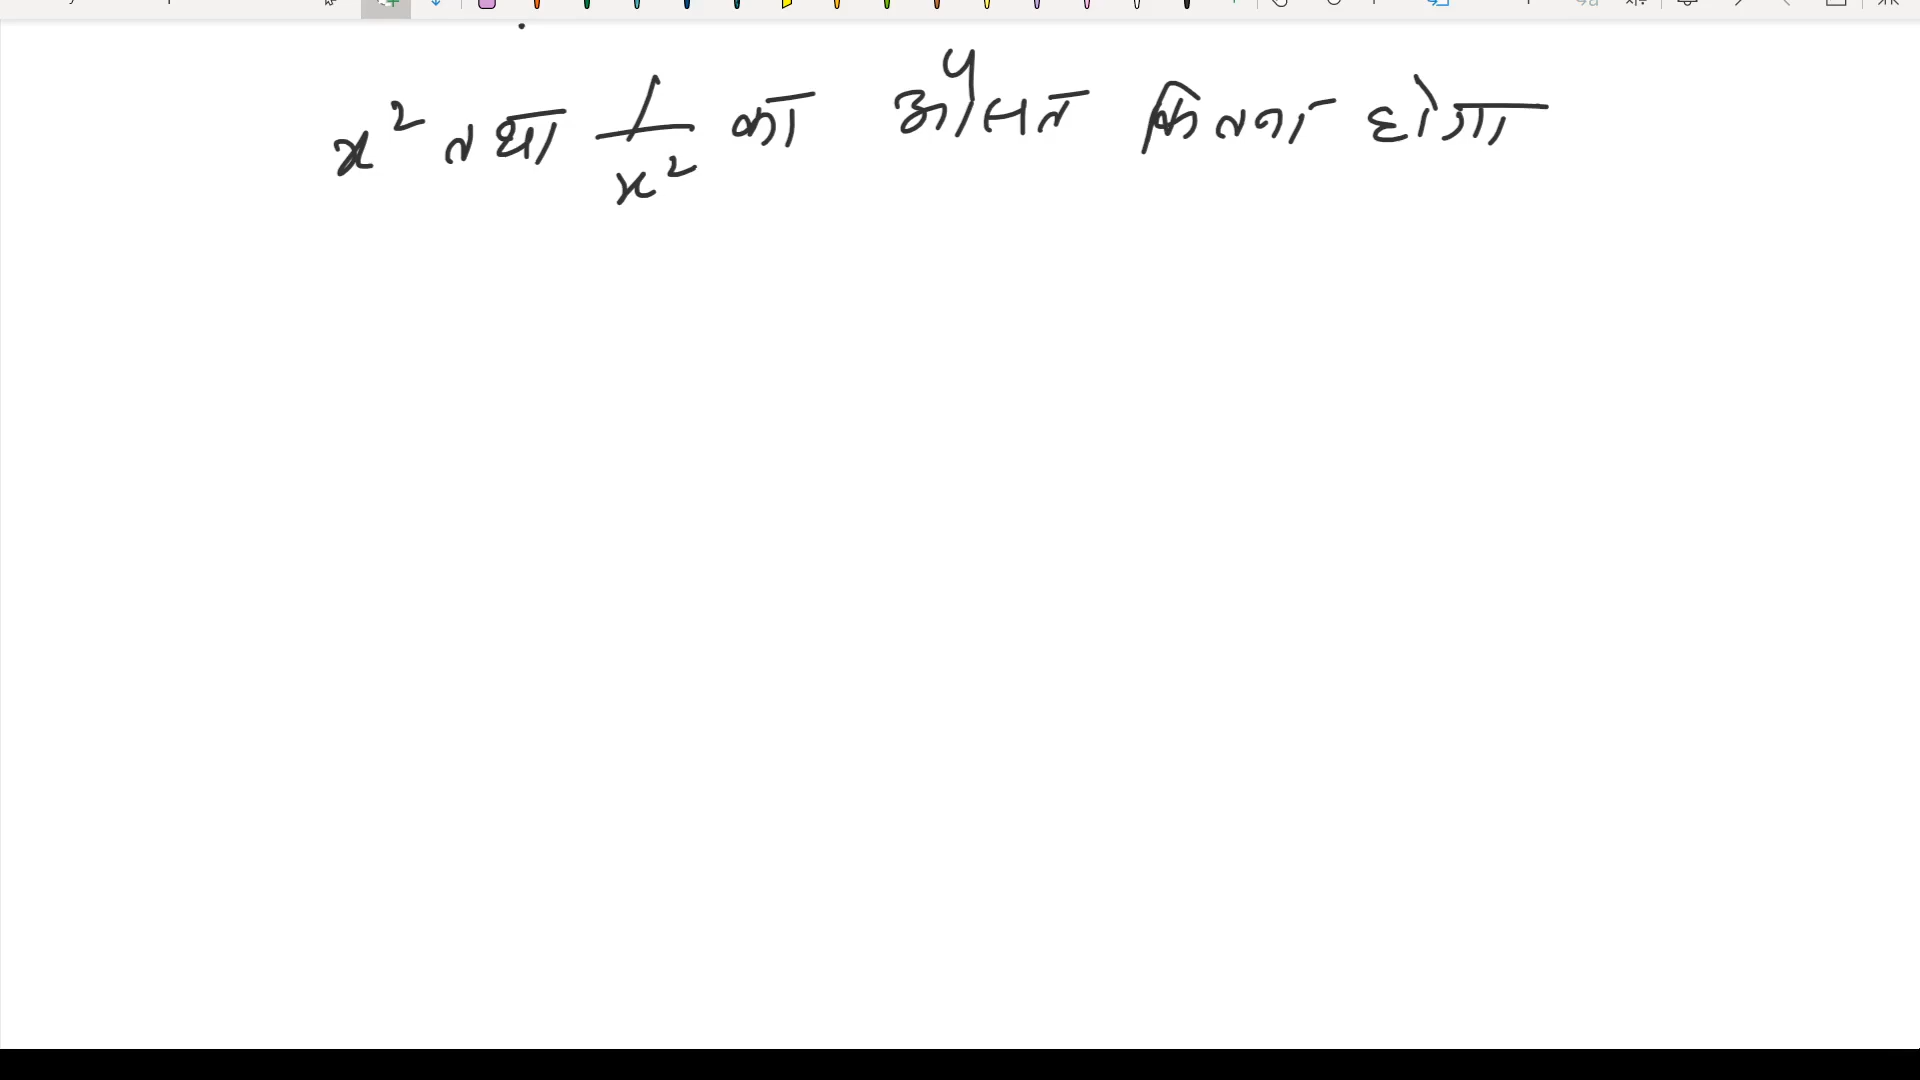 x² तथा 1/x² का औसत कितना होगा